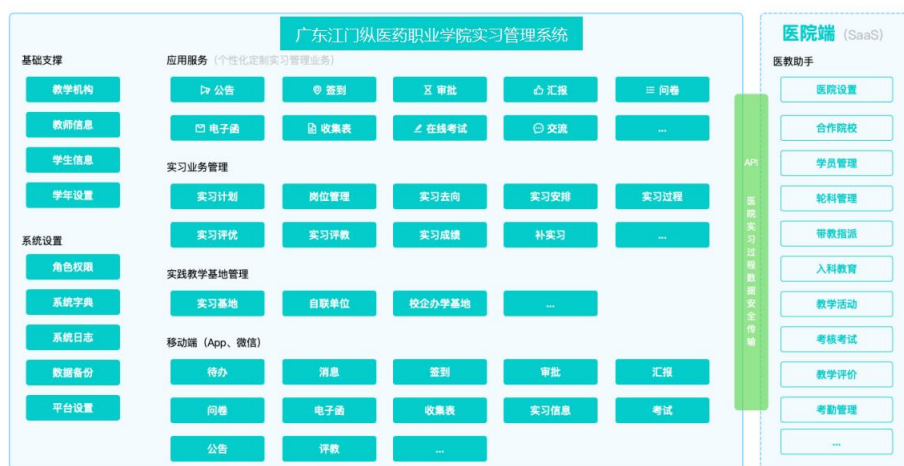 广东江门纵医药职业学院实习管理系统
基础支撑
教学机构
教师信息
学生信息
学年设置
系统设置
角色权限
系统字典
系统日志
数据备份
平台设置
应用服务（个性化定制实习管理业务）
公告 签到 审批 汇报 问卷
电子函 收集表 在线考试 交流 ...
实习业务管理
实习计划 岗位管理 实习去向 实习安排 实习过程
实习评优 实习评教 实习成绩 补实习 ...
实践教学基地管理
实习基地 自联单位 校企办学基地 ...
移动端（App、微信）
待办 消息 签到 审批 汇报
问卷 电子函 收集表 实习信息 考试
公告 评教 ...
API 医院实习过程数据安全传输
医院端（SaaS）
医教助手
医院设置
合作院校
学员管理
轮科管理
带教指派
入科教育
教学活动
考核考试
教学评价
考勤管理
...